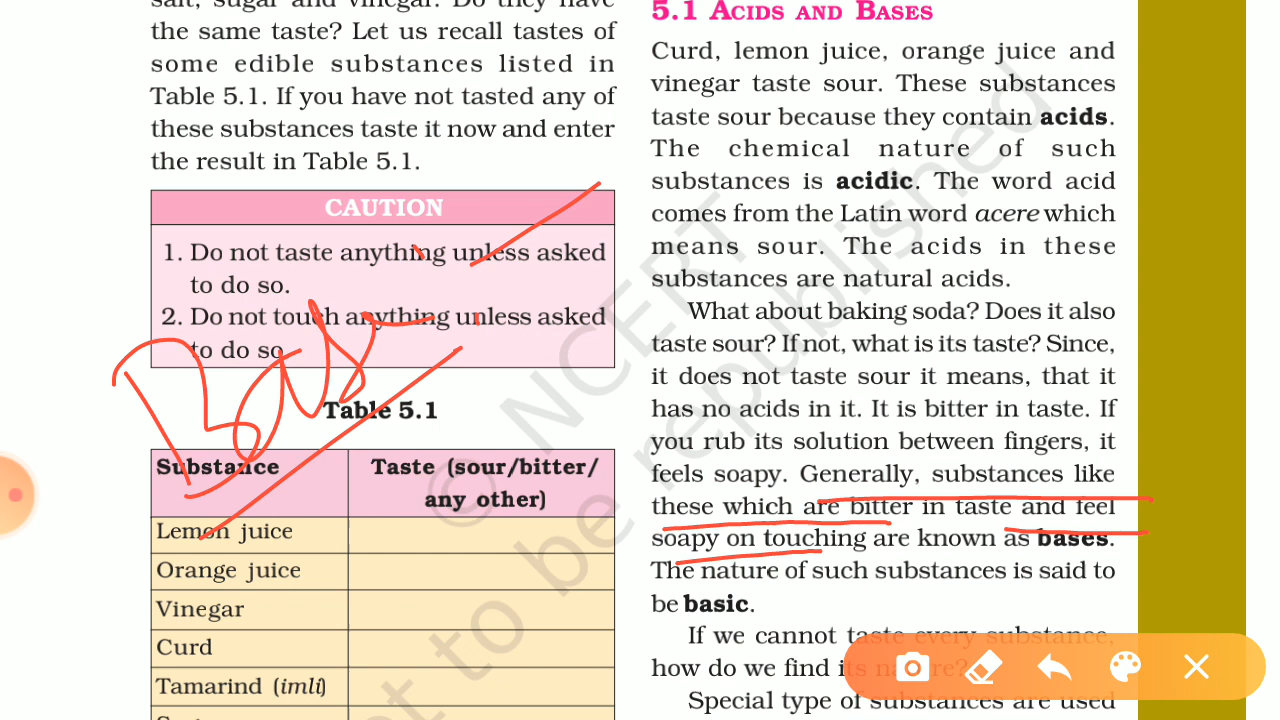 salt, sugar and vinegar. Do they have
the same taste? Let us recall tastes of
some edible substances listed in
Table 5.1. If you have not tasted any of
these substances taste it now and enter
the result in Table 5.1.
CAUTION
1. Do not taste anything unless asked
to do so.
2. Do not touch anything unless asked
to do so.
Table 5.1
Substance
Taste (sour/bitter/
any other)
Lemon juice
Orange juice
Vinegar
Curd
Tamarind (imli)
5.1 ACIDS AND BASES
Curd, lemon juice, orange juice and
vinegar taste sour. These substances
taste sour because they contain acids.
The chemical nature of such
substances is acidic. The word acid
comes from the Latin word acere which
means sour. The acids in these
substances are natural acids.
What about baking soda? Does it also
taste sour? If not, what is its taste? Since,
it does not taste sour it means, that it
has no acids in it. It is bitter in taste. If
you rub its solution between fingers, it
feels soapy. Generally, substances like
these which are bitter in taste and feel
soapy on touching are known as bases.
The nature of such substances is said to
be basic.
If we cannot taste every substance,
how do we find its nature?
Special type of substances are used
© NCERT
not to be republished